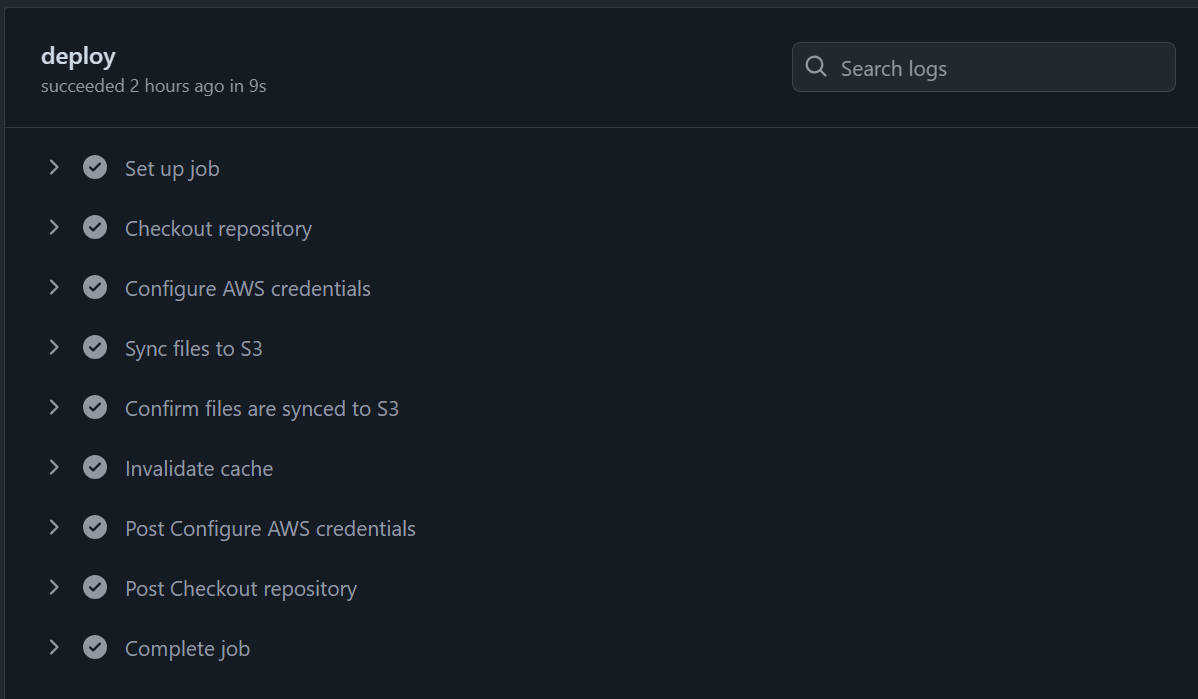 deploy
succeeded 2 hours ago in 9s
Search logs
Set up job
Checkout repository
Configure AWS credentials
Sync files to S3
Confirm files are synced to S3
Invalidate cache
Post Configure AWS credentials
Post Checkout repository
Complete job